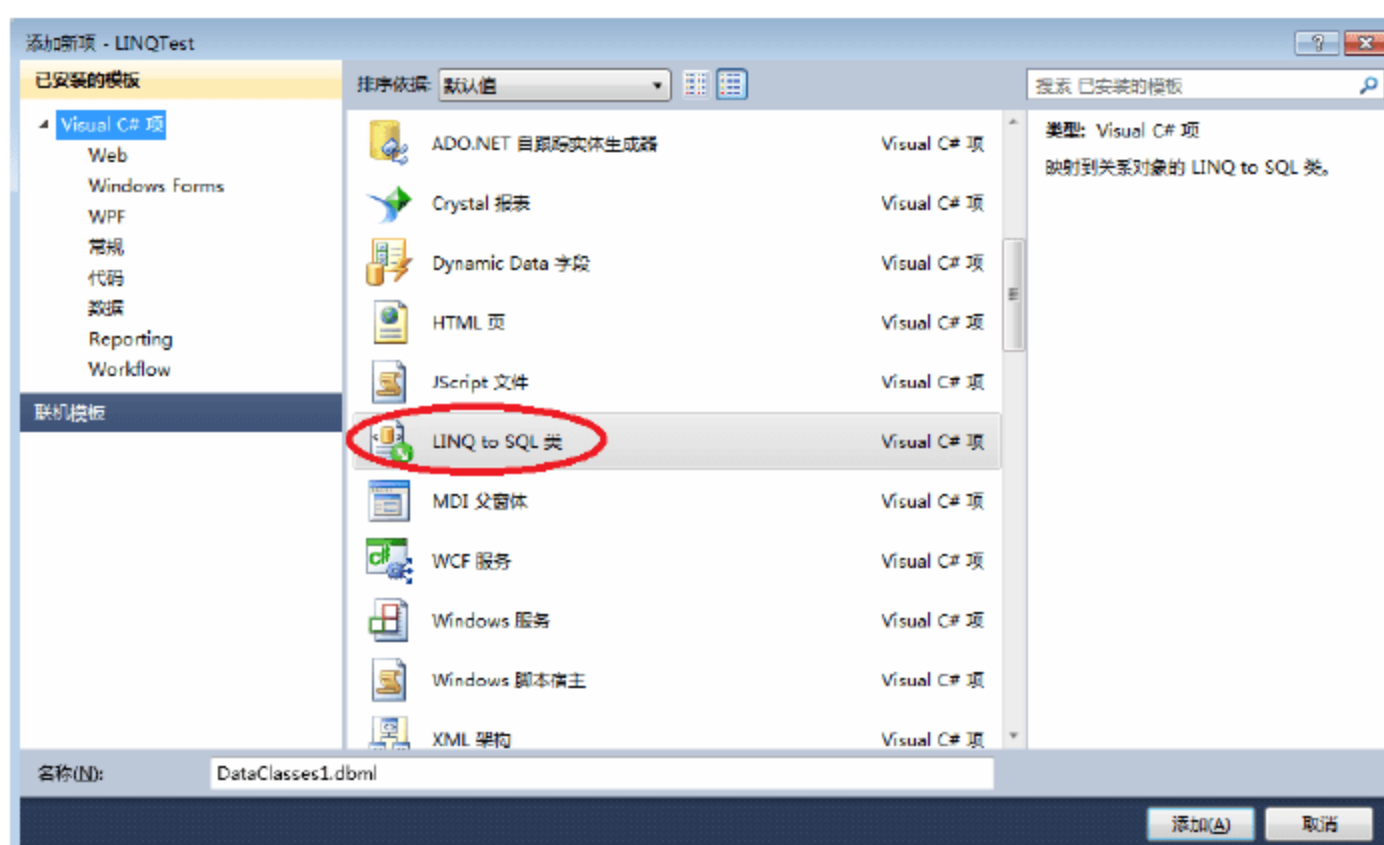 添加新项 - LINQTest
已安装的模板
排序依据: 默认值
搜索 已安装的模板
Visual C# 项
Web
Windows Forms
WPF
常规
代码
数据
Reporting
Workflow
联机模板
ADO.NET 自跟踪实体生成器 Visual C# 项
Crystal 报表 Visual C# 项
Dynamic Data 字段 Visual C# 项
HTML 页 Visual C# 项
JScript 文件 Visual C# 项
LINQ to SQL 类 Visual C# 项
MDI 父窗体 Visual C# 项
WCF 服务 Visual C# 项
Windows 服务 Visual C# 项
Windows 脚本宿主 Visual C# 项
XML 架构 Visual C# 项
类型: Visual C# 项
映射到关系对象的 LINQ to SQL 类。
名称(N): DataClasses1.dbml
添加(A) 取消